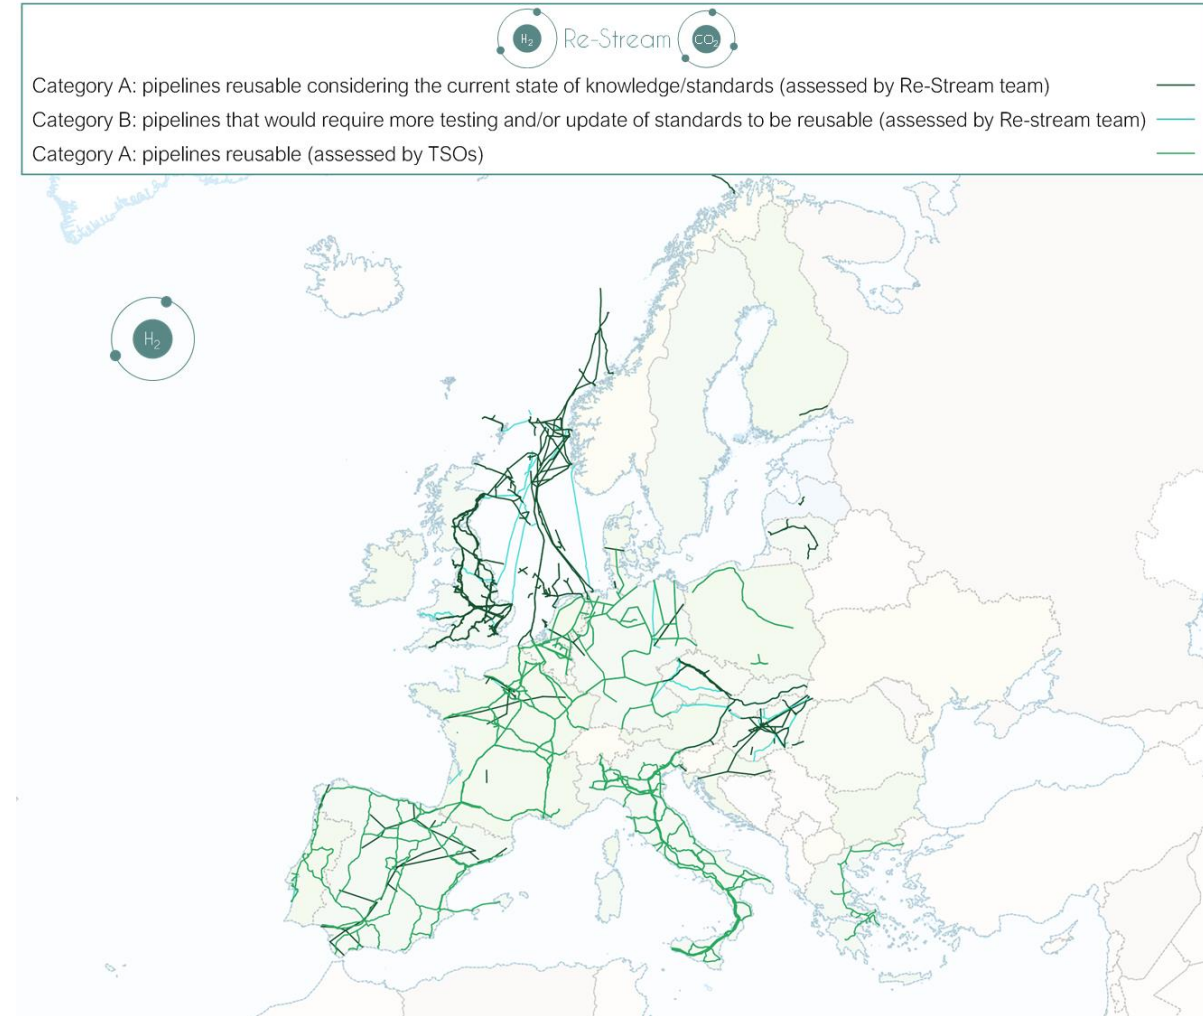 H2 Re-Stream CO2
Category A: pipelines reusable considering the current state of knowledge/standards (assessed by Re-Stream team)
Category B: pipelines that would require more testing and/or update of standards to be reusable (assessed by Re-stream team)
Category A: pipelines reusable (assessed by TSOs)
H2